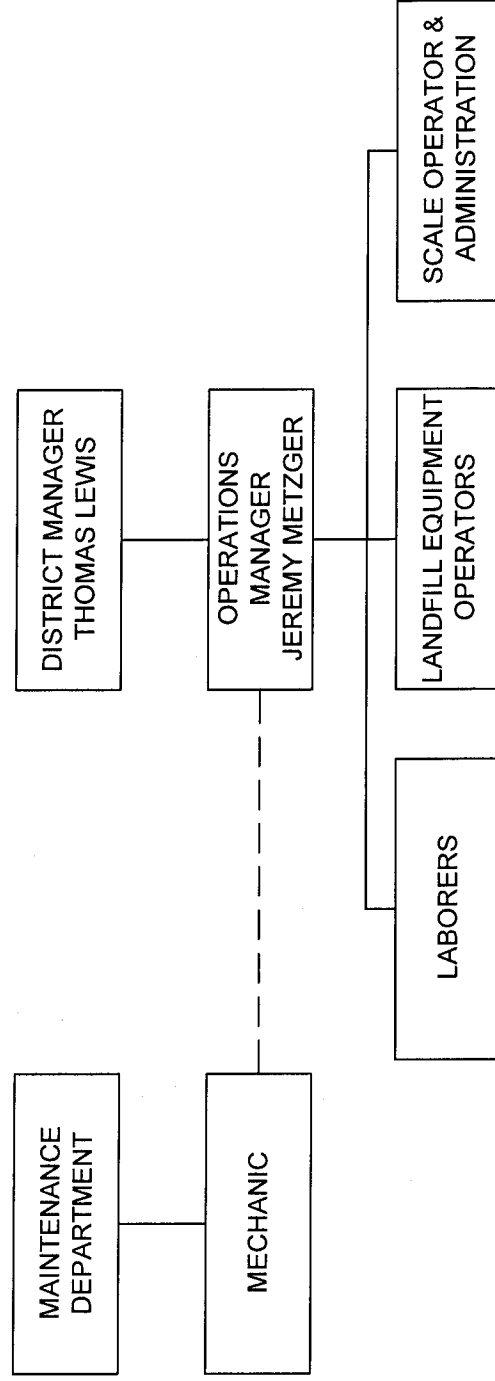 MAINTENANCE
DEPARTMENT
DISTRICT MANAGER
THOMAS LEWIS
MECHANIC
OPERATIONS
MANAGER
JEREMY METZGER
LABORERS
LANDFILL EQUIPMENT
OPERATORS
SCALE OPERATOR &
ADMINISTRATION